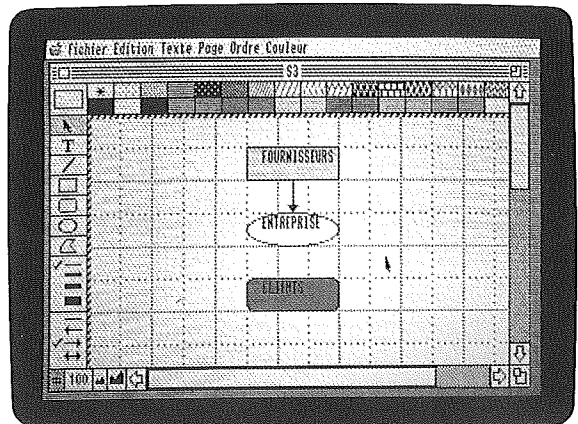 Fichier Edition Texte Page Ordre Couleur
S3
T
FOURNISSEURS
ENTREPRISE
CLIENTS
100